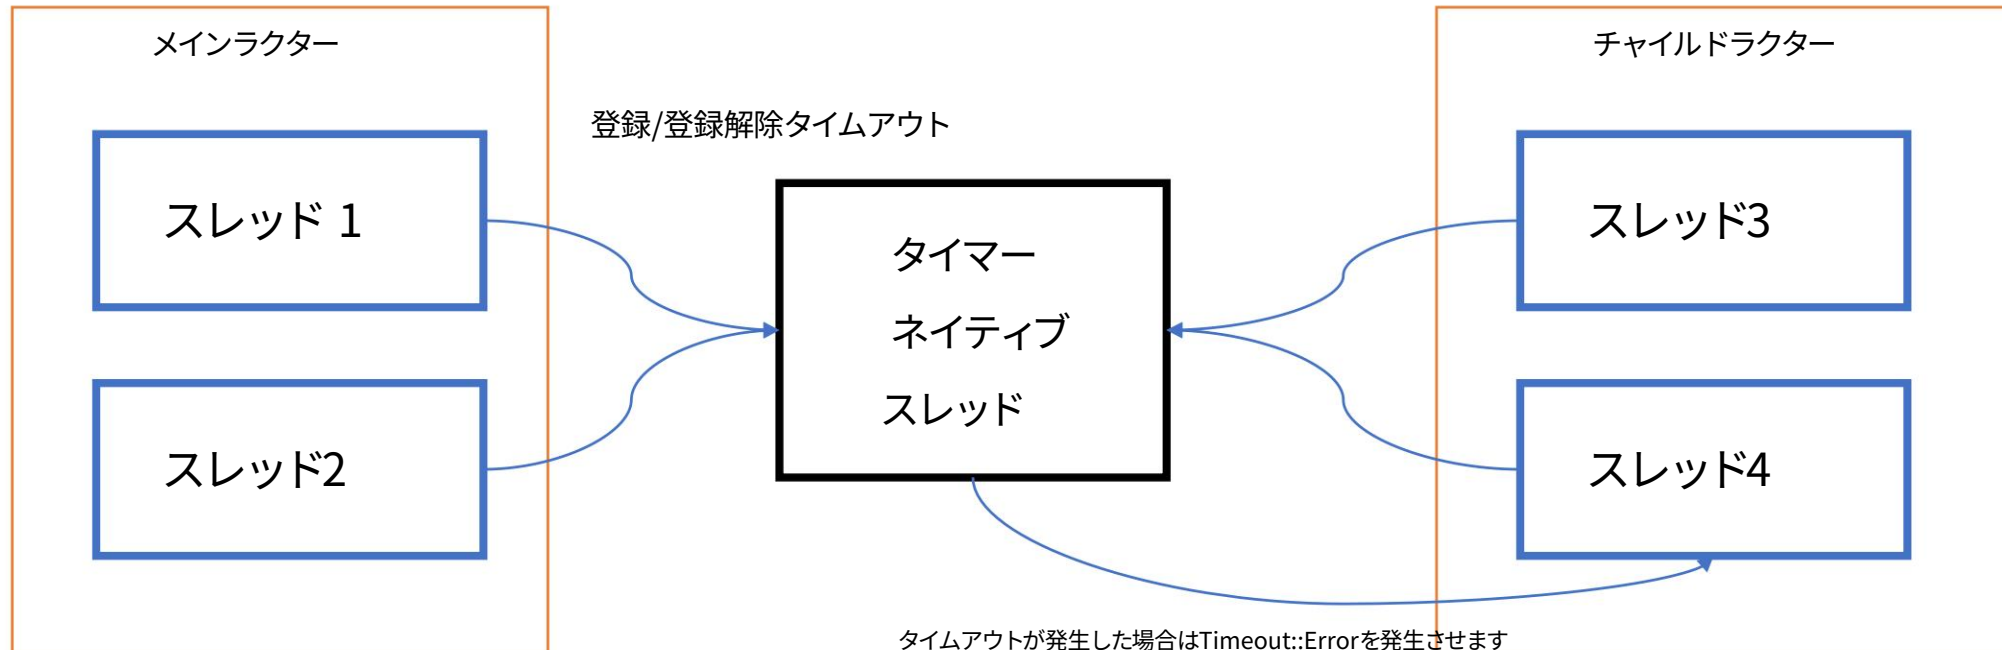 メインラクター
チャイルドラクター
登録/登録解除タイムアウト
スレッド 1
タイマー
ネイティブ
スレッド
スレッド3
スレッド2
スレッド4
タイムアウトが発生した場合はTimeout::Errorを発生させます